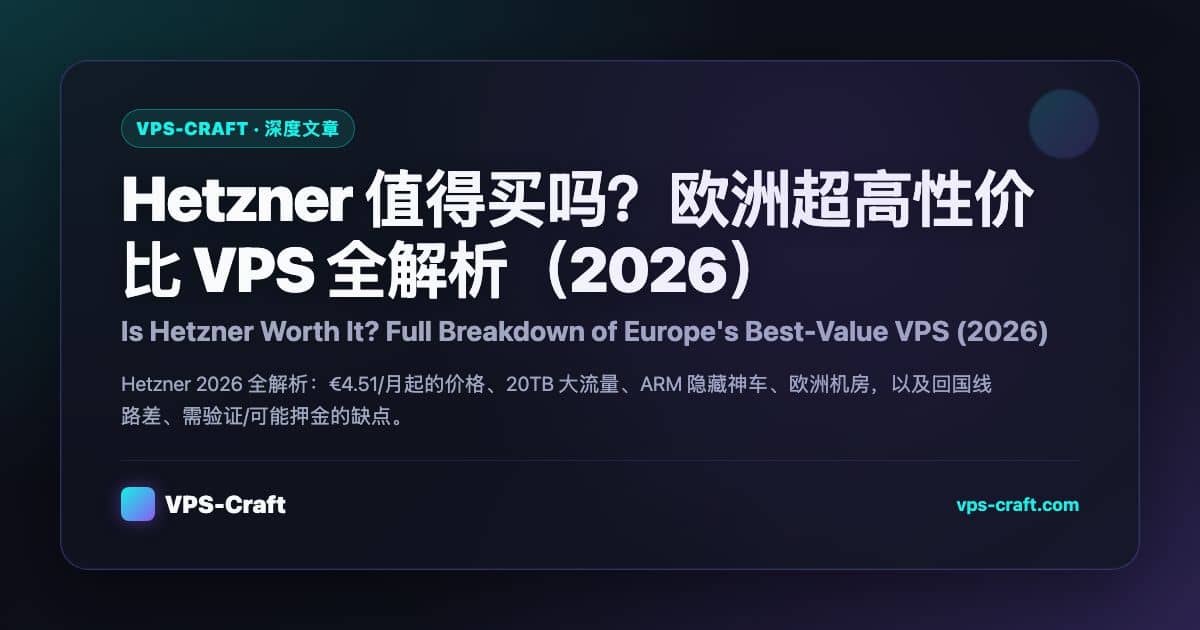 VPS-CRAFT · 深度文章
Hetzner 值得买吗？欧洲超高性价
比 VPS 全解析（2026）
Is Hetzner Worth It? Full Breakdown of Europe's Best-Value VPS (2026)
Hetzner 2026 全解析：€4.51/月起的价格、20TB 大流量、ARM 隐藏神车、欧洲机房，以及回国线
路差、需验证/可能押金的缺点。
VPS-Craft
vps-craft.com